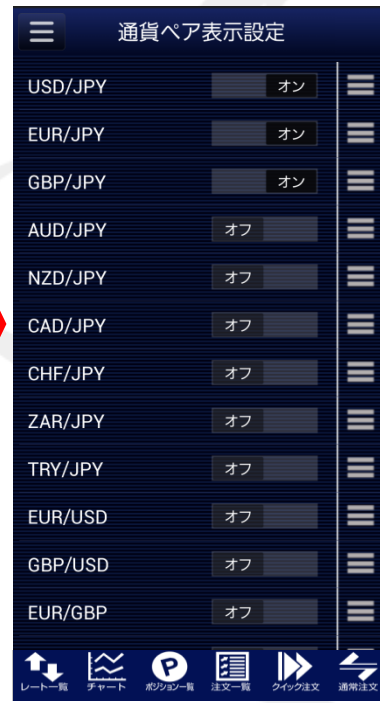 通貨ペア表示設定
USD/JPY オン
EUR/JPY オン
GBP/JPY オン
AUD/JPY オフ
NZD/JPY オフ
CAD/JPY オフ
CHF/JPY オフ
ZAR/JPY オフ
TRY/JPY オフ
EUR/USD オフ
GBP/USD オフ
EUR/GBP オフ
P
レート一覧 チャート ポジション一覧 注文一覧 クイック注文 通常注文